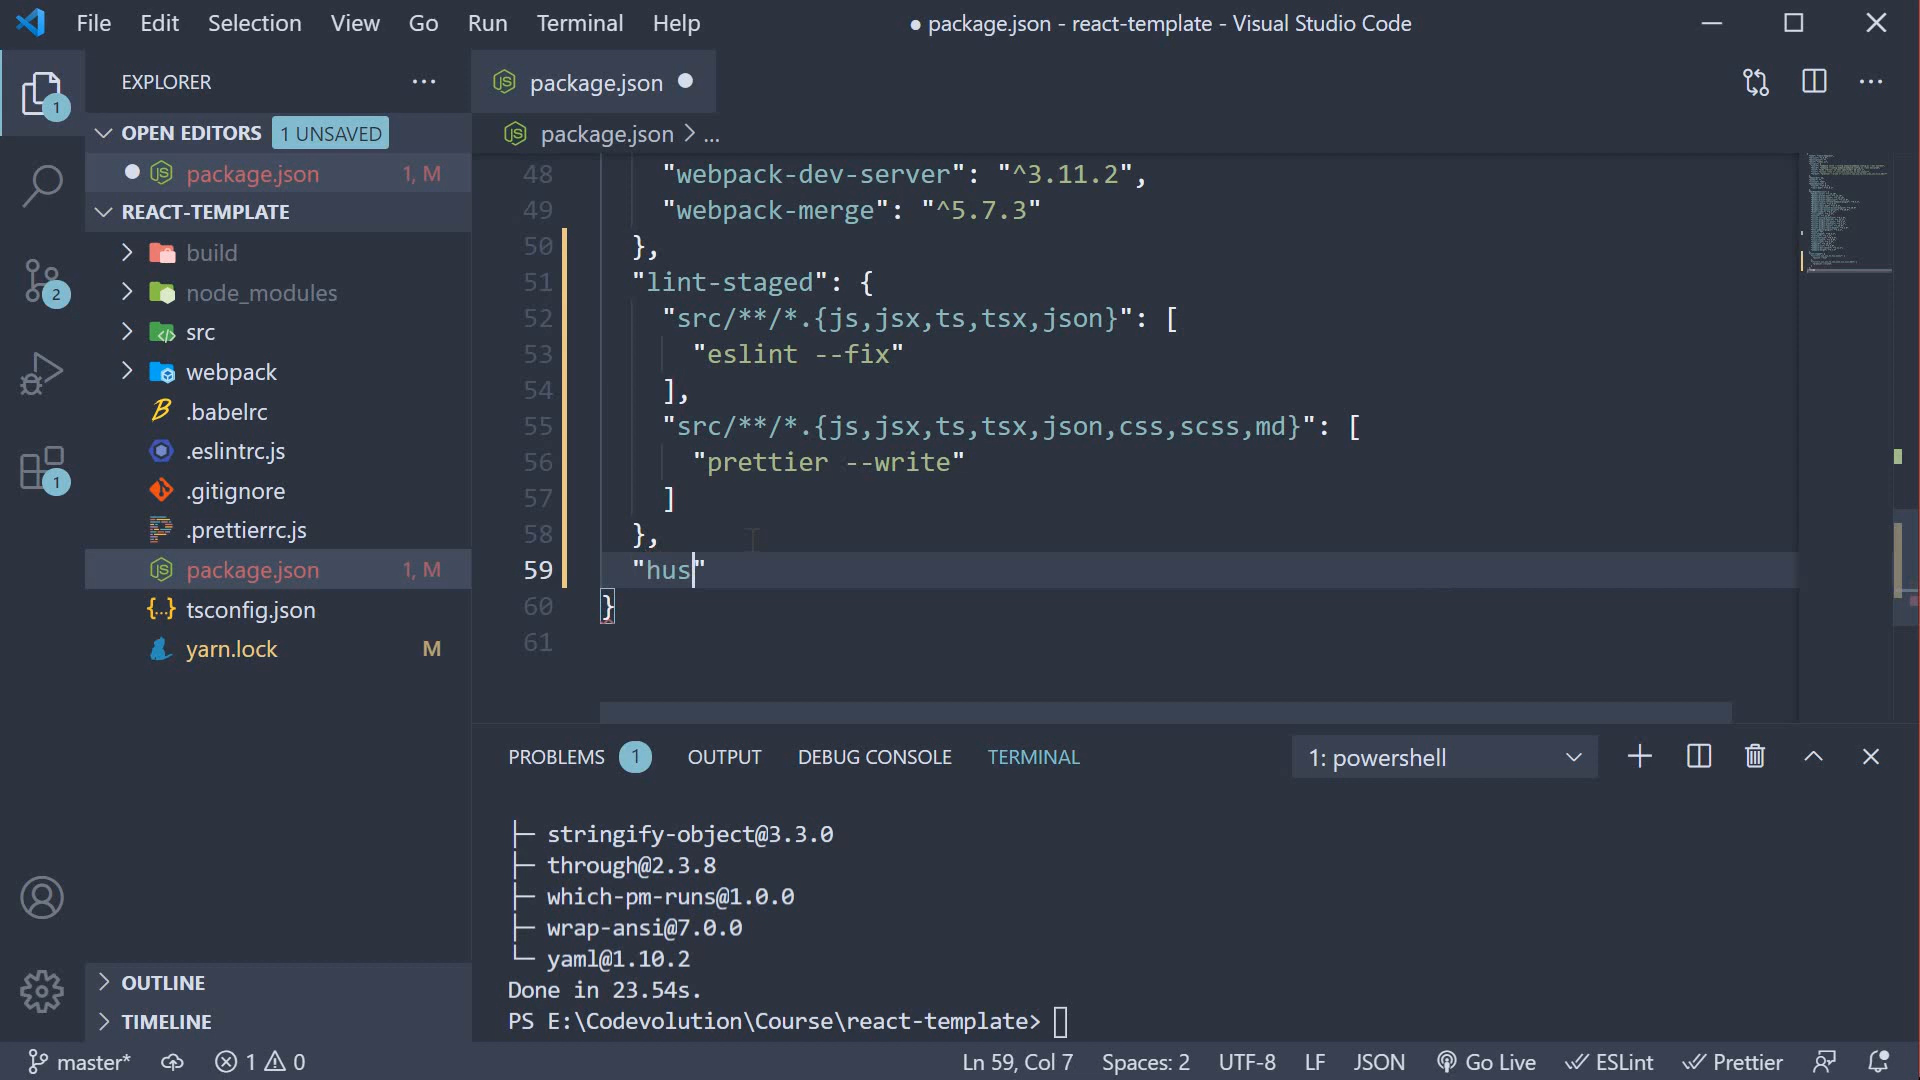 File Edit Selection View Go Run Terminal Help
● package.json - react-template - Visual Studio Code
EXPLORER
OPEN EDITORS 1 UNSAVED
package.json 1, M
REACT-TEMPLATE
build
node_modules
src
webpack
.babelrc
.eslintrc.js
.gitignore
.prettierrc.js
package.json 1, M
tsconfig.json
yarn.lock M
OUTLINE
TIMELINE
1
2
1
package.json
package.json > ...
48 "webpack-dev-server": "^3.11.2",
49 "webpack-merge": "^5.7.3"
50 },
51 "lint-staged": {
52 "src/**/*.{js,jsx,ts,tsx,json}": [
53 "eslint --fix"
54 ],
55 "src/**/*.{js,jsx,ts,tsx,json,css,scss,md}": [
56 "prettier --write"
57 ]
58 },
59 "hus"
60 }
61
PROBLEMS 1 OUTPUT DEBUG CONSOLE TERMINAL 1: powershell
├─ stringify-object@3.3.0
├─ through@2.3.8
├─ which-pm-runs@1.0.0
├─ wrap-ansi@7.0.0
└─ yaml@1.10.2
Done in 23.54s.
PS E:\Codevolution\Course\react-template>
master* 1 0 Ln 59, Col 7 Spaces: 2 UTF-8 LF JSON Go Live ESLint Prettier